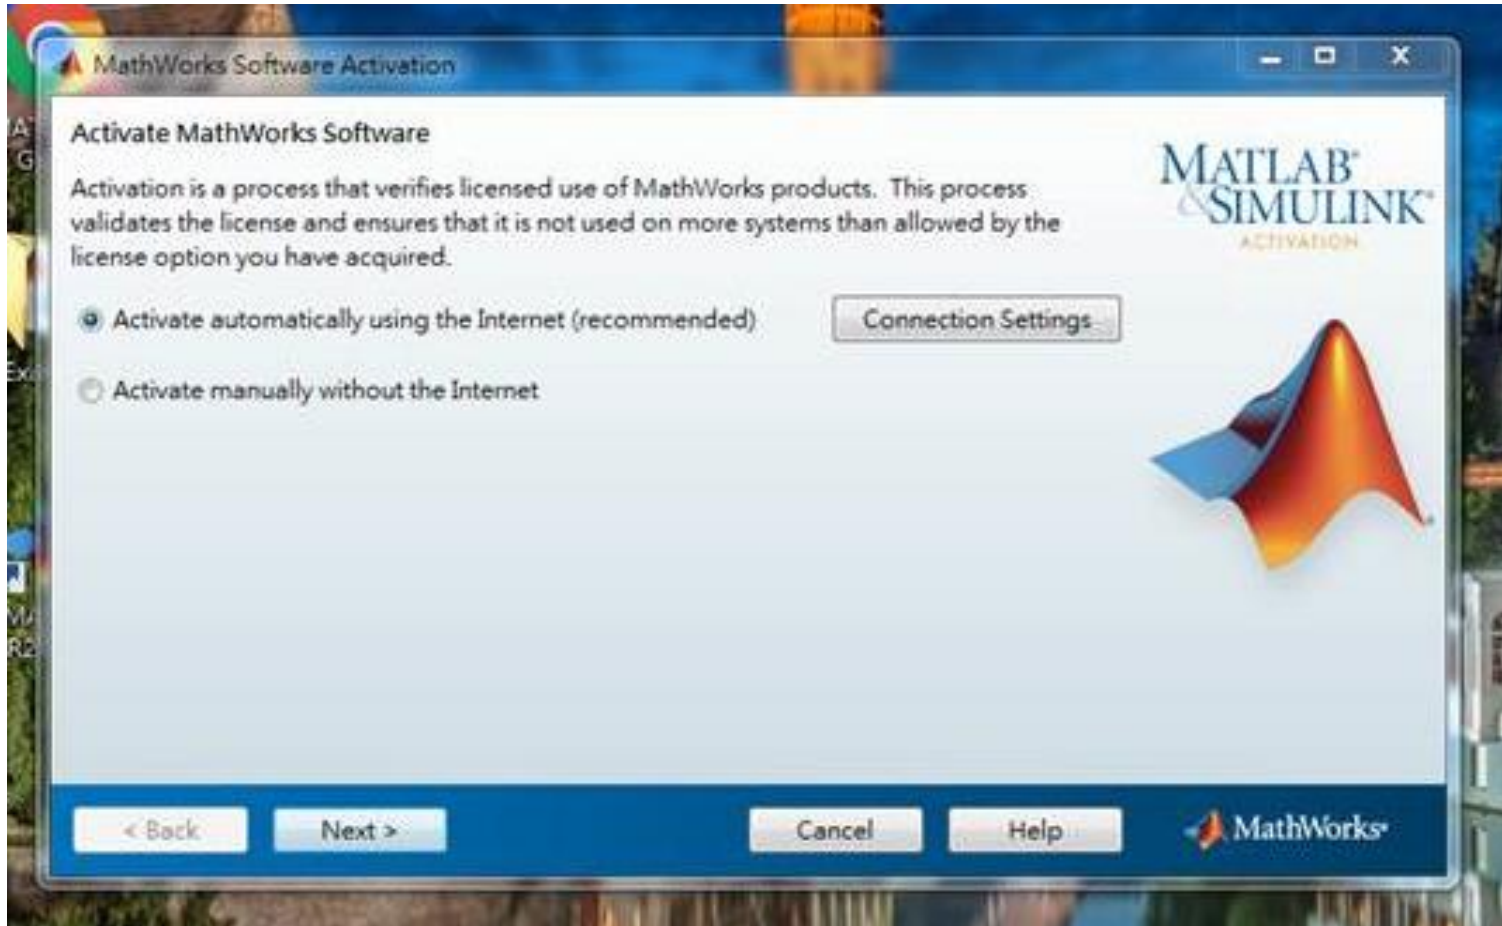 MathWorks Software Activation
Activate MathWorks Software
Activation is a process that verifies licensed use of MathWorks products. This process
validates the license and ensures that it is not used on more systems than allowed by the
license option you have acquired.
Activate automatically using the Internet (recommended)
Connection Settings
Activate manually without the Internet
MATLAB®
&SIMULINK®
ACTIVATION
< Back
Next >
Cancel
Help
MathWorks®